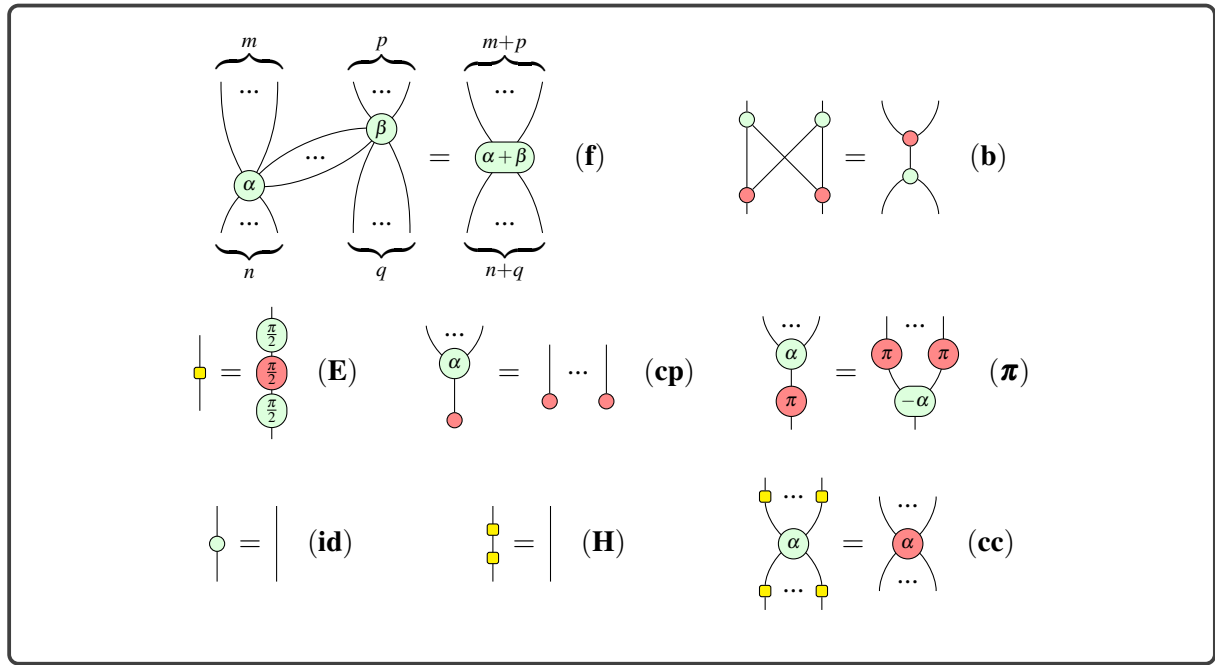 m p m+p
... ... ...
α ... β = α + β (f) = (b)
... ... ...
n q n+q
= π/2 π/2 π/2 (E) ... α = ... (cp) ... α π = ... π π −α (π)
= (id) = (H) ... α ... = ... α ... (cc)